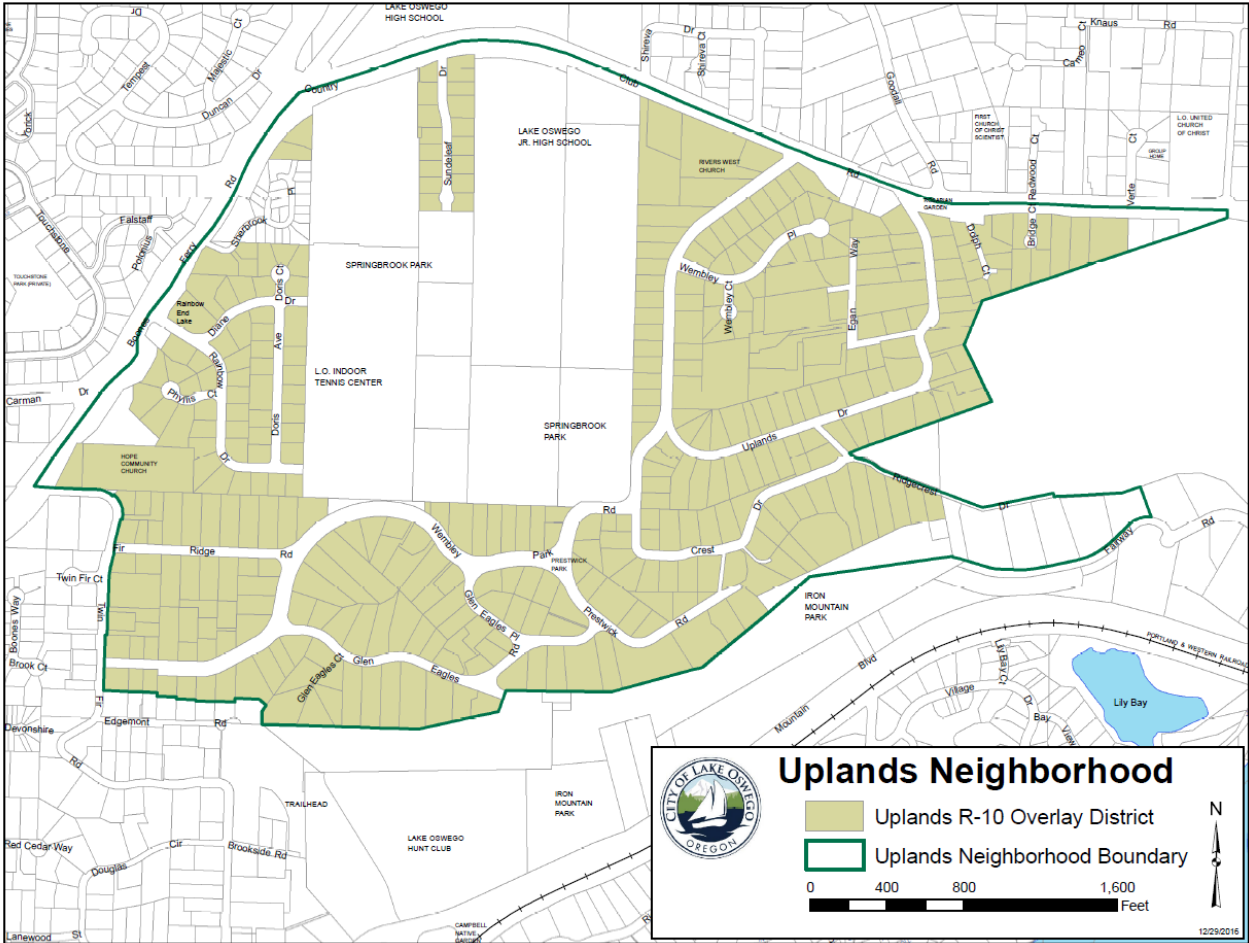 LAKE OSWEGO
HIGH SCHOOL
Knaus
Rd
Ct
Cameo
Dr
Shireva
Shireva Ct
Dr
Ct
Majestic
Dr
Tempest
Duncan
Yorick
Country
Club
Dr
Goodall
LAKE OSWEGO
JR. HIGH SCHOOL
FIRST
CHURCH
OF CHRIST
SCIENTIST
L.O. UNITED
CHURCH
OF CHRIST
GROUP
HOME
Ct
Redwood
Ct
Verte
RIVERS WEST
CHURCH
Rd
Rd
Rd
Sundeleaf
Pl
Sherbrook
Touchstone
Falstaff
Polonius
Ferry
GARDEN
Dolph
Ct
Bridge Ct
Pl
Way
Wembley
Wembley Ct
Egan
SPRINGBROOK PARK
TOUCHSTONE
PARK (PRIVATE)
Rainbow
End
Lake
Doris Ct
Dr
Diane
Ave
Boones
Rainbow
L.O. INDOOR
TENNIS CENTER
Carman
Dr
Phyllis
Ct
Doris
SPRINGBROOK
PARK
Dr
Uplands
HOPE
COMMUNITY
CHURCH
Dr
Ridgecrest
Dr
Dr
Rd
Wembley
Crest
Fairway
Rd
Fir
Ridge
Rd
Park
PRESTWICK
PARK
Twin Fir Ct
Twin
Boones Way
Glen Eagles Pl
Prestwick
Rd
IRON
MOUNTAIN
PARK
Brook Ct
Glen Eagles Ct
Glen
Eagles
Rd
Blvd
PORTLAND & WESTERN RAILROAD
Lily Bay Ct
Village
Dr
Bay
View
Lily Bay
Fir
Edgemont
Rd
Devonshire
Rd
Mountain
TRAILHEAD
IRON
MOUNTAIN
PARK
LAKE OSWEGO
HUNT CLUB
Red Cedar Way
Cir
Douglas
Brookside Rd
Lanewood
St
CAMPBELL
NATIVE
GARDEN
CITY OF LAKE OSWEGO
OREGON
Uplands Neighborhood
Uplands R-10 Overlay District
Uplands Neighborhood Boundary
N
0 400 800 1,600
Feet
12/29/2016